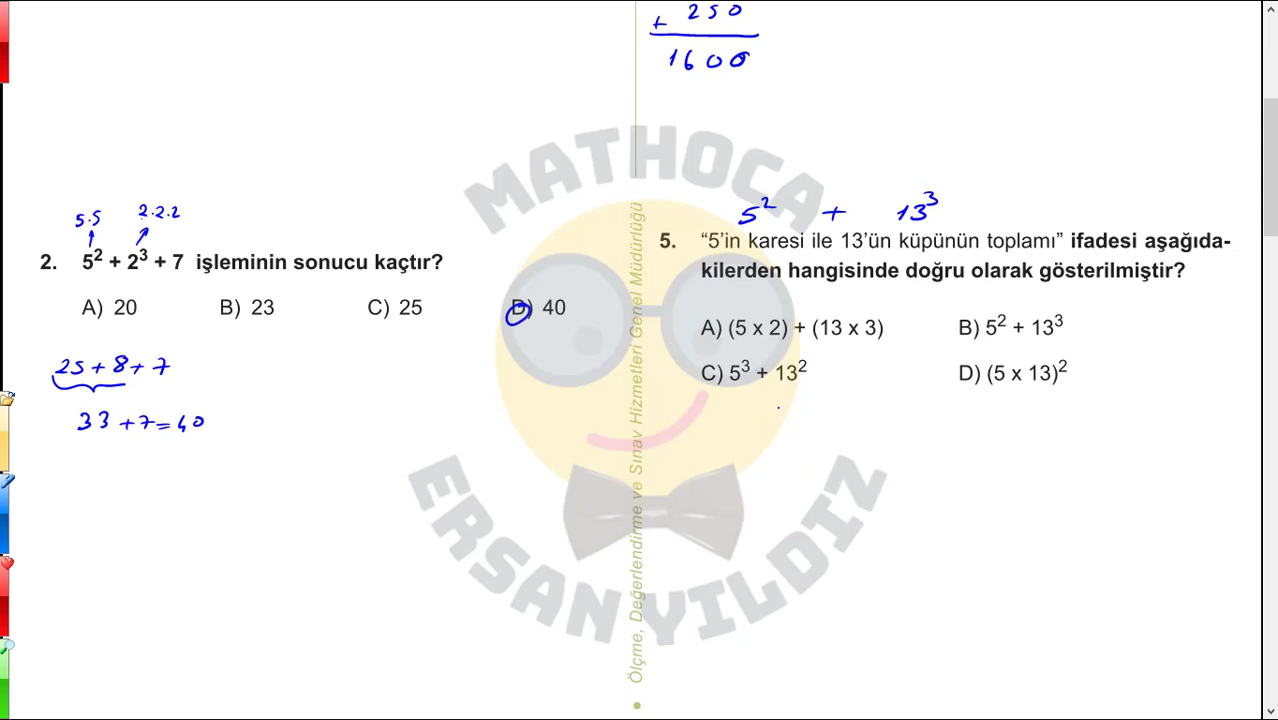 + 250
1600
MATHOCA
5·5 2·2·2
2. 5² + 2³ + 7 işleminin sonucu kaçtır?
A) 20 B) 23 C) 25 D) 40
25 + 8 + 7
33 + 7 = 40
Ölçme, Değerlendirme ve Sınav Hizmetleri Genel Müdürlüğü
5² + 13³
5. “5’in karesi ile 13’ün küpünün toplamı” ifadesi aşağıda-
kilerden hangisinde doğru olarak gösterilmiştir?
A) (5 x 2) + (13 x 3) B) 5² + 13³
C) 5³ + 13² D) (5 x 13)²
ERSAN YILDIZ